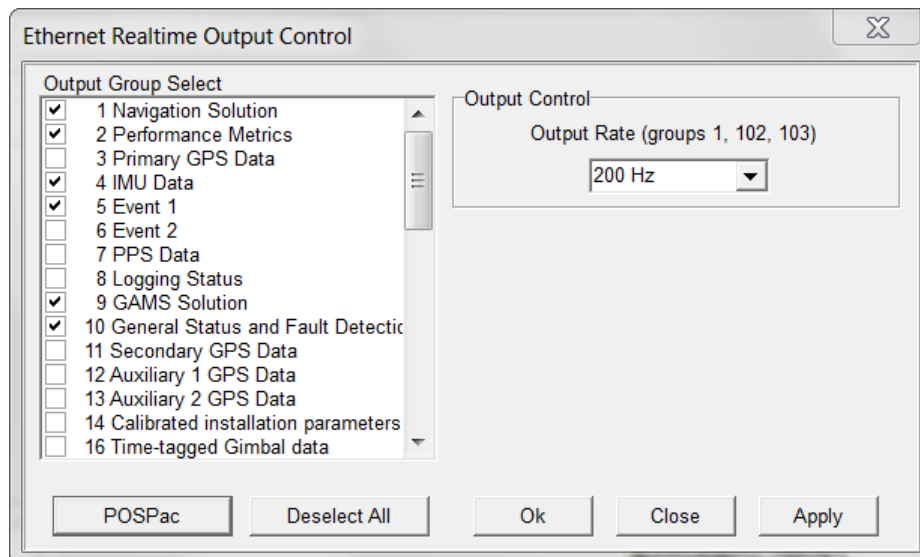 Ethernet Realtime Output Control
Output Group Select
1 Navigation Solution
2 Performance Metrics
3 Primary GPS Data
4 IMU Data
5 Event 1
6 Event 2
7 PPS Data
8 Logging Status
9 GAMS Solution
10 General Status and Fault Detectic
11 Secondary GPS Data
12 Auxiliary 1 GPS Data
13 Auxiliary 2 GPS Data
14 Calibrated installation parameters
16 Time-tagged Gimbal data
Output Control
Output Rate (groups 1, 102, 103)
200 Hz
POSPac
Deselect All
Ok
Close
Apply